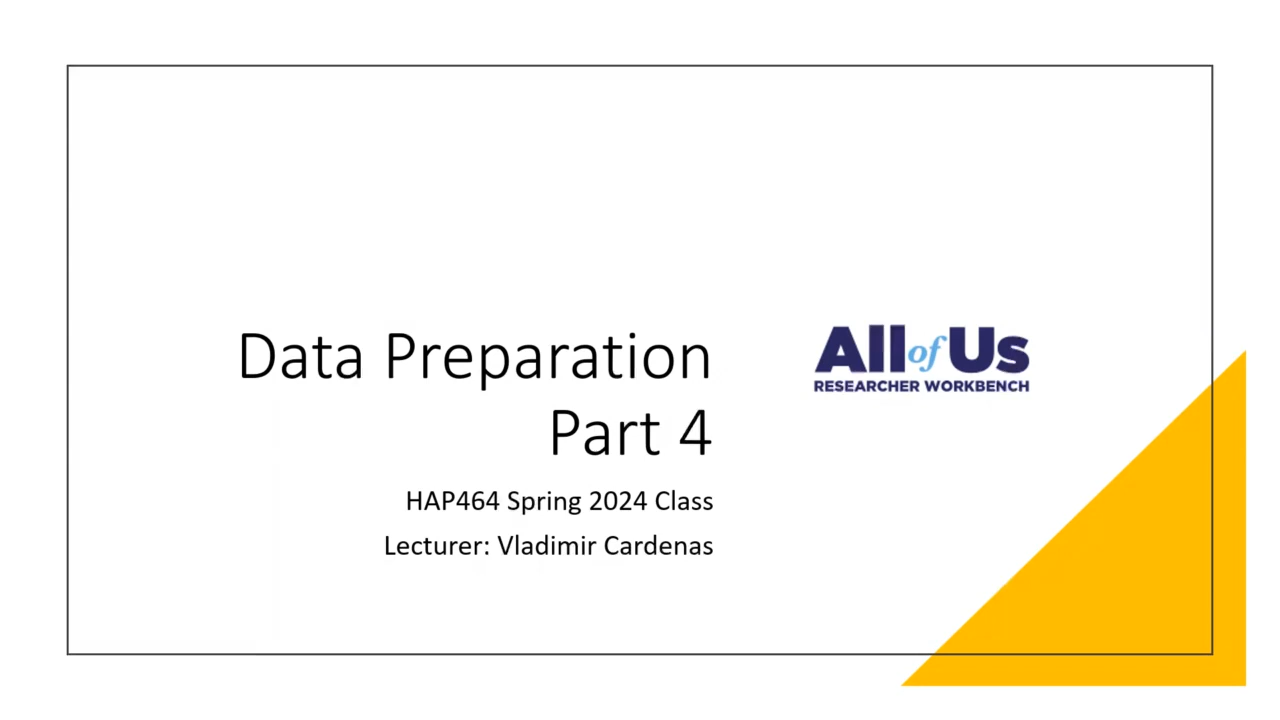 Data Preparation
Part 4
HAP464 Spring 2024 Class
Lecturer: Vladimir Cardenas
All of Us
RESEARCHER WORKBENCH